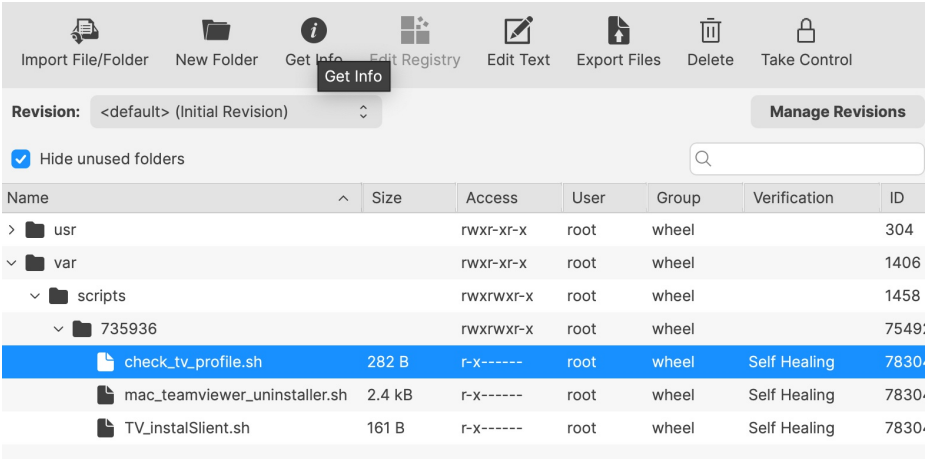 Import File/Folder New Folder Get Info Edit Registry Edit Text Export Files Delete Take Control
Get Info
Revision: <default> (Initial Revision) Manage Revisions
Hide unused folders
Name Size Access User Group Verification ID
usr rwxr-xr-x root wheel 304
var rwxr-xr-x root wheel 1406
scripts rwxrwxr-x root wheel 1458
735936 rwxrwxr-x root wheel 75492
check_tv_profile.sh 282 B r-x------ root wheel Self Healing 78304
mac_teamviewer_uninstaller.sh 2.4 kB r-x------ root wheel Self Healing 78304
TV_instalSlient.sh 161 B r-x------ root wheel Self Healing 78304